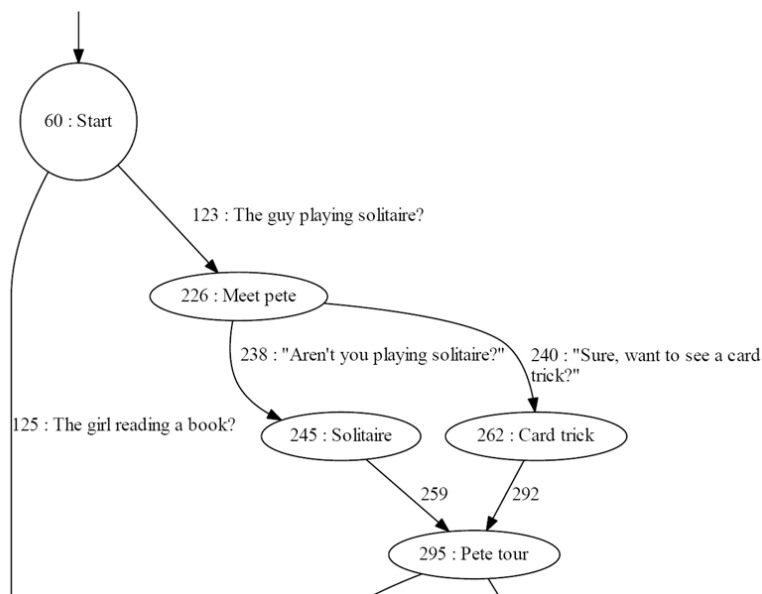 60 : Start
123 : The guy playing solitaire?
226 : Meet pete
238 : "Aren't you playing solitaire?"
240 : "Sure, want to see a card
trick?"
125 : The girl reading a book?
245 : Solitaire
262 : Card trick
259
292
295 : Pete tour